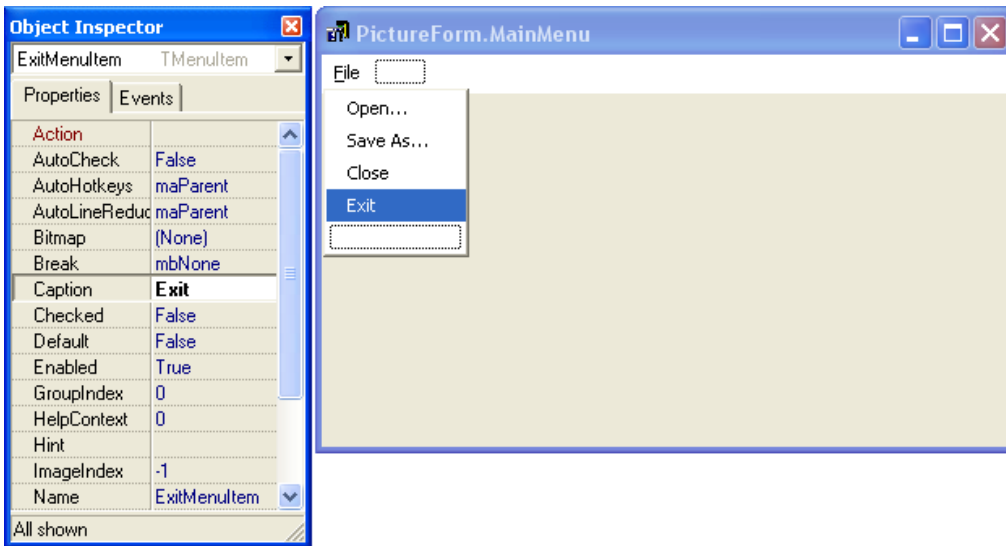 Object Inspector
ExitMenuItem TMenuItem
Properties Events
Action
AutoCheck False
AutoHotkeys maParent
AutoLineReduc maParent
Bitmap (None)
Break mbNone
Caption Exit
Checked False
Default False
Enabled True
GroupIndex 0
HelpContext 0
Hint
ImageIndex -1
Name ExitMenuItem
All shown
PictureForm.MainMenu
File
Open...
Save As...
Close
Exit